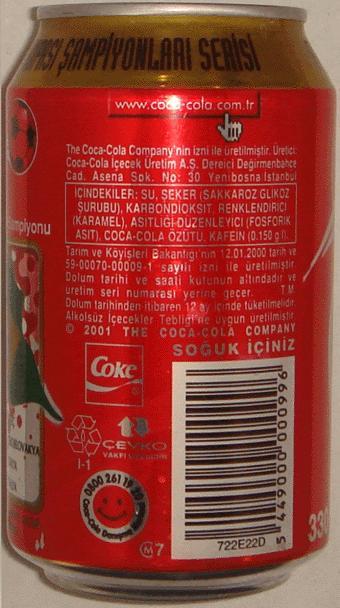 ŞAMPİYONLARI SERİSİ
www.coca-cola.com.tr
The Coca-Cola Company'nin izni ile üretilmiştir. Üretici:
Coca-Cola İçecek Üretim A.Ş. Dereiçi Değirmenbahçe
Cad. Asena Sok. No: 30 Yenibosna İstanbul
İÇİNDEKİLER: SU, ŞEKER (SAKKAROZ GLİKOZ
ŞURUBU), KARBONDİOKSİT, RENKLENDİRİCİ
(KARAMEL), ASİTLİĞİ DÜZENLEYİCİ (FOSFORİK
ASİT), COCA-COLA ÖZÜTÜ, KAFEİN (0.150 g l).
Tarım ve Köyişleri Bakanlığı'nın 12.01.2000 tarih ve
59-00070-00009-1 sayılı izni ile üretilmiştir.
Dolum tarihi ve saati kutunun altındadır ve
üretim seri numarası yerine geçer. T.M.
Dolum tarihinden itibaren 12 ay içinde tüketilmelidir.
Alkolsüz İçecekler Tebliği'ne uygun üretilmiştir.
© 2001 THE COCA-COLA COMPANY
SOĞUK İÇİNİZ
Coke
ÇEVKO
VAKFI
I-1
0800 261 19
Coca-Cola
M7
722E22D
5 449000 000996
330